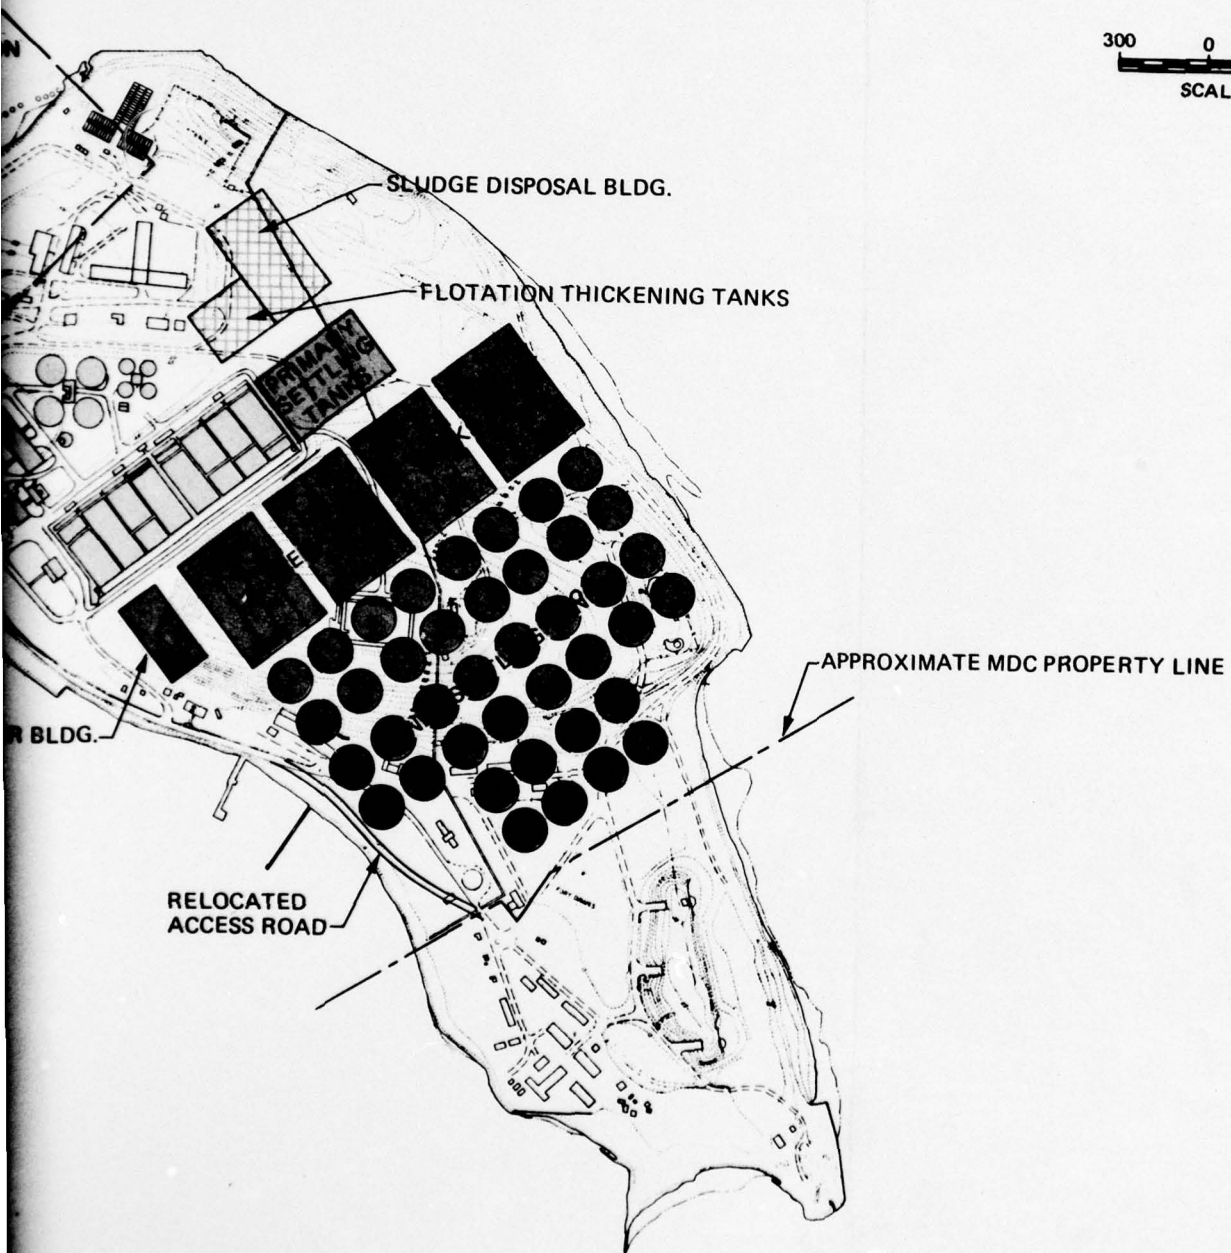 N
300 0
SCAL
SLUDGE DISPOSAL BLDG.
FLOTATION THICKENING TANKS
PRIMARY
SETTLING
TANKS
APPROXIMATE MDC PROPERTY LINE
R BLDG.
RELOCATED
ACCESS ROAD